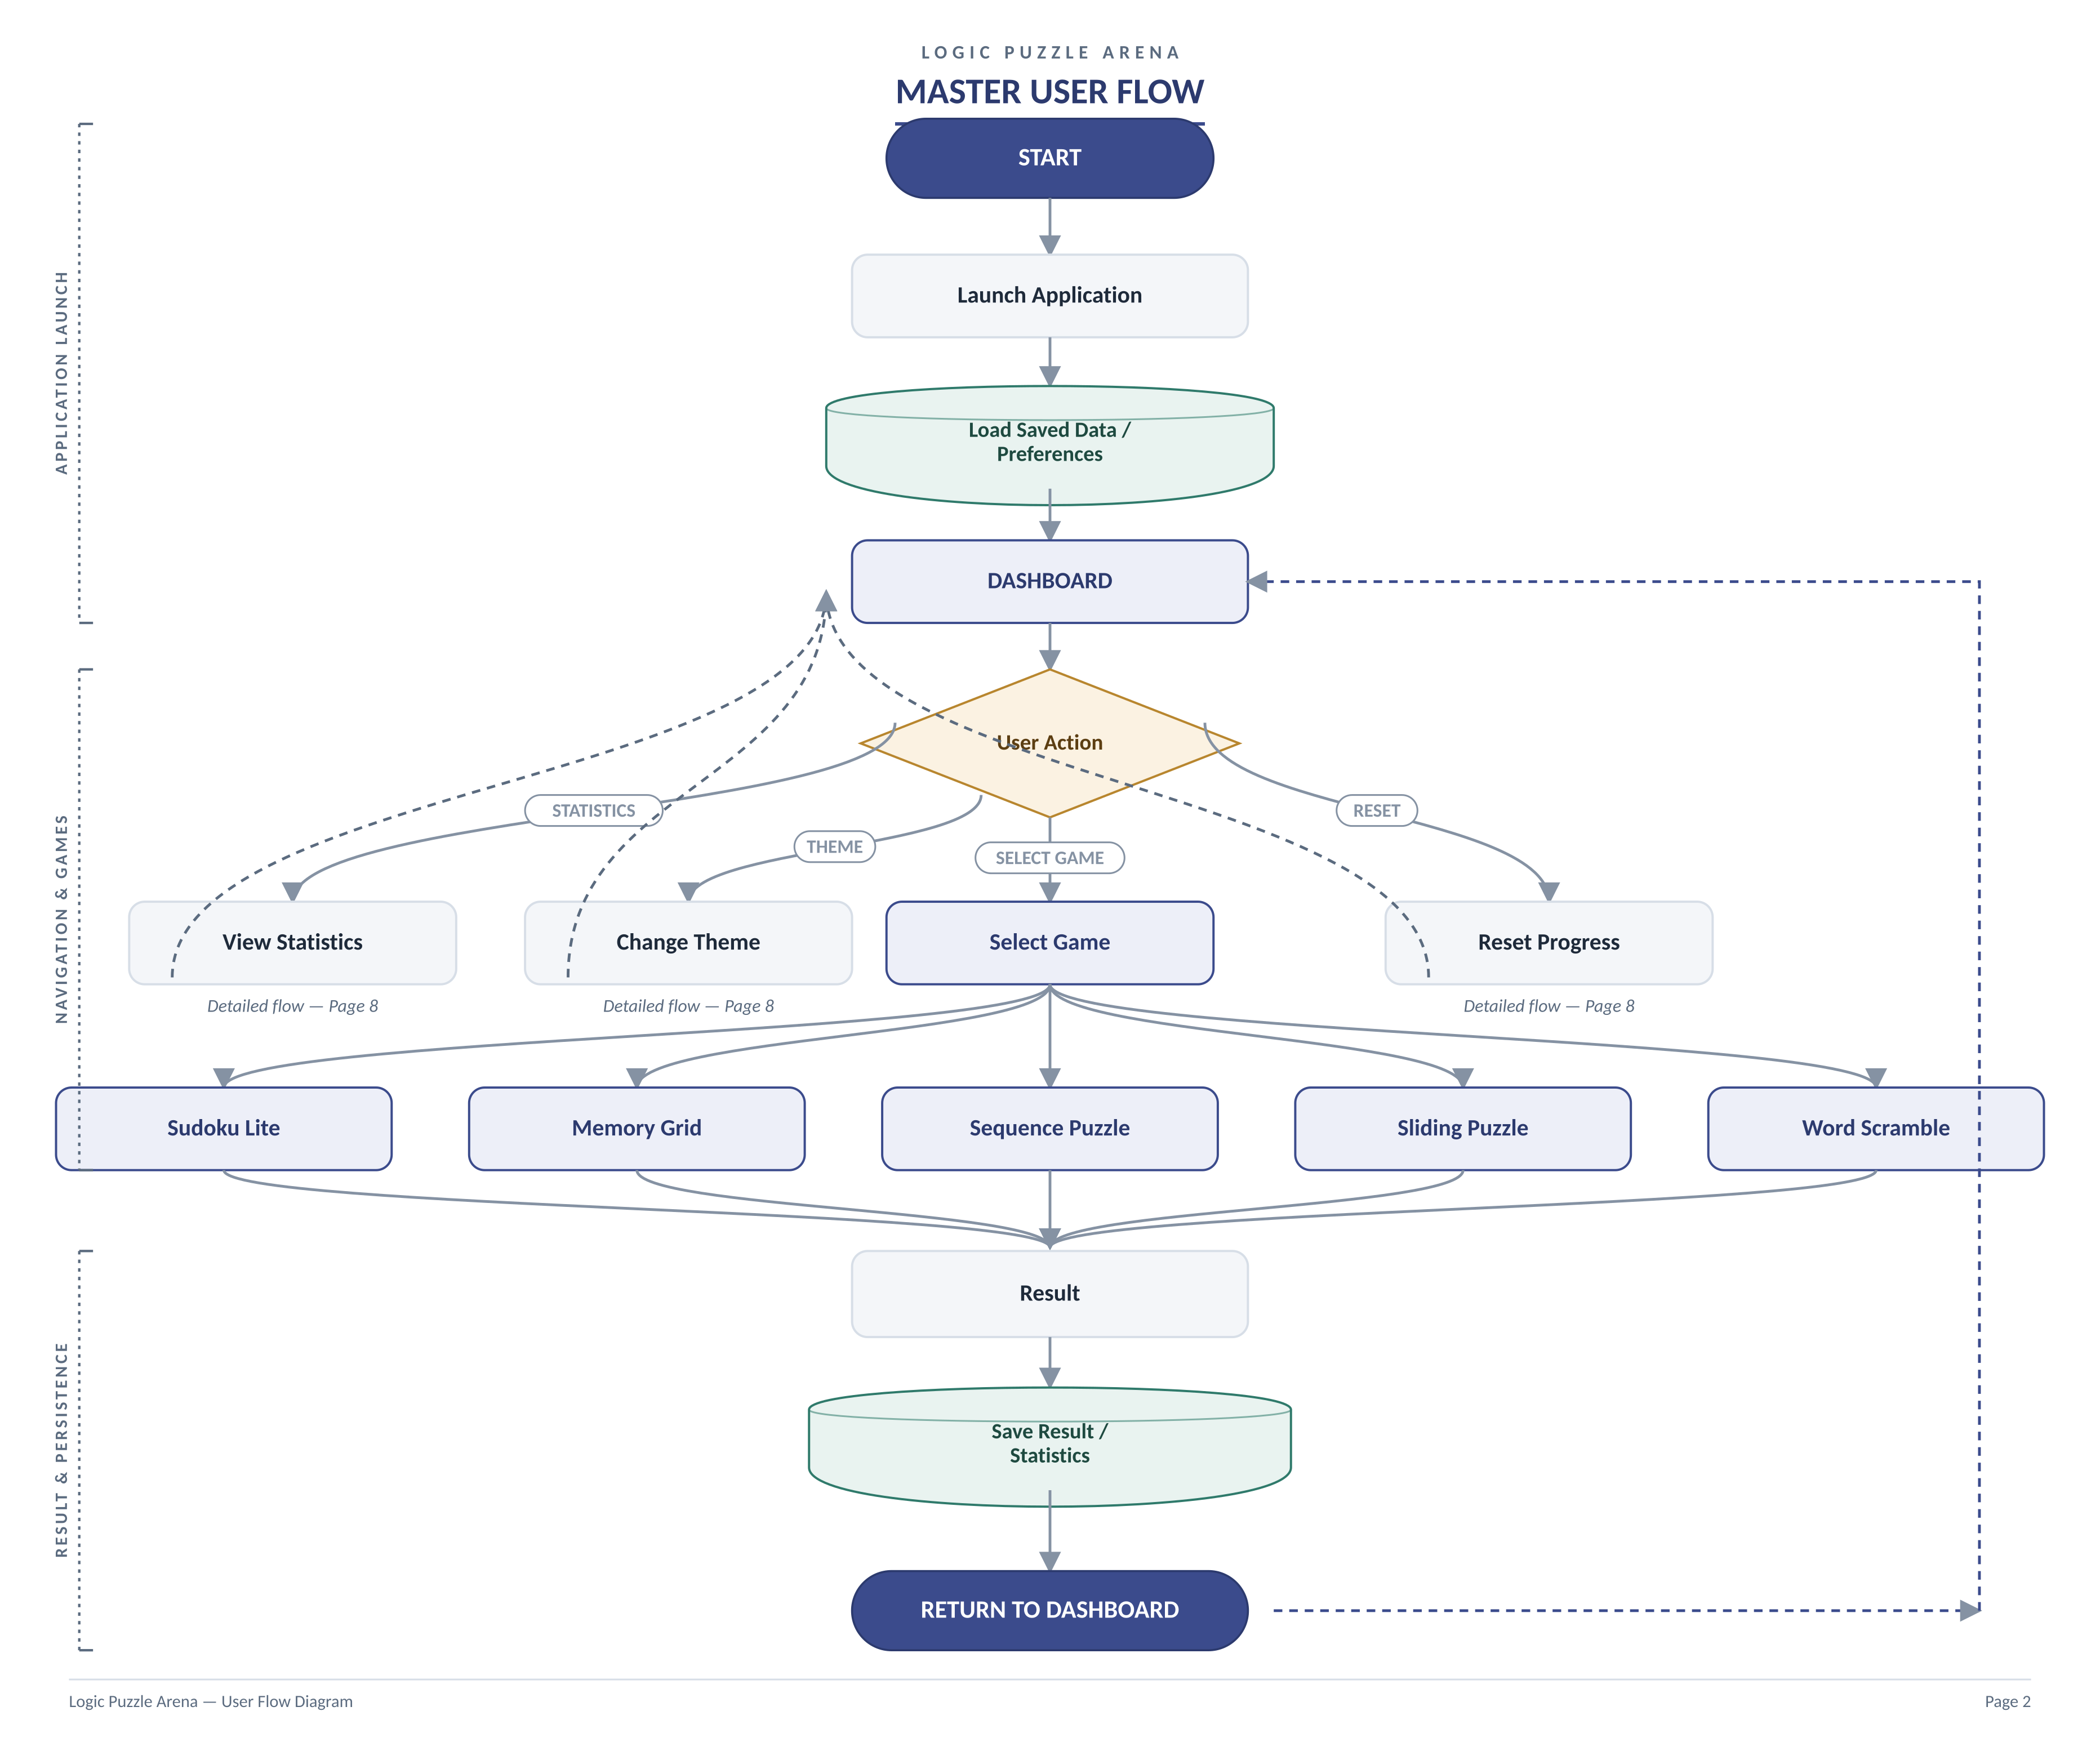 LOGIC PUZZLE ARENA
MASTER USER FLOW
START
APPLICATION LAUNCH
Launch Application
Load Saved Data /
Preferences
DASHBOARD
NAVIGATION & GAMES
User Action
STATISTICS
THEME
SELECT GAME
RESET
View Statistics
Change Theme
Select Game
Reset Progress
Detailed flow — Page 8
Detailed flow — Page 8
Detailed flow — Page 8
Sudoku Lite
Memory Grid
Sequence Puzzle
Sliding Puzzle
Word Scramble
RESULT & PERSISTENCE
Result
Save Result /
Statistics
RETURN TO DASHBOARD
Logic Puzzle Arena — User Flow Diagram
Page 2